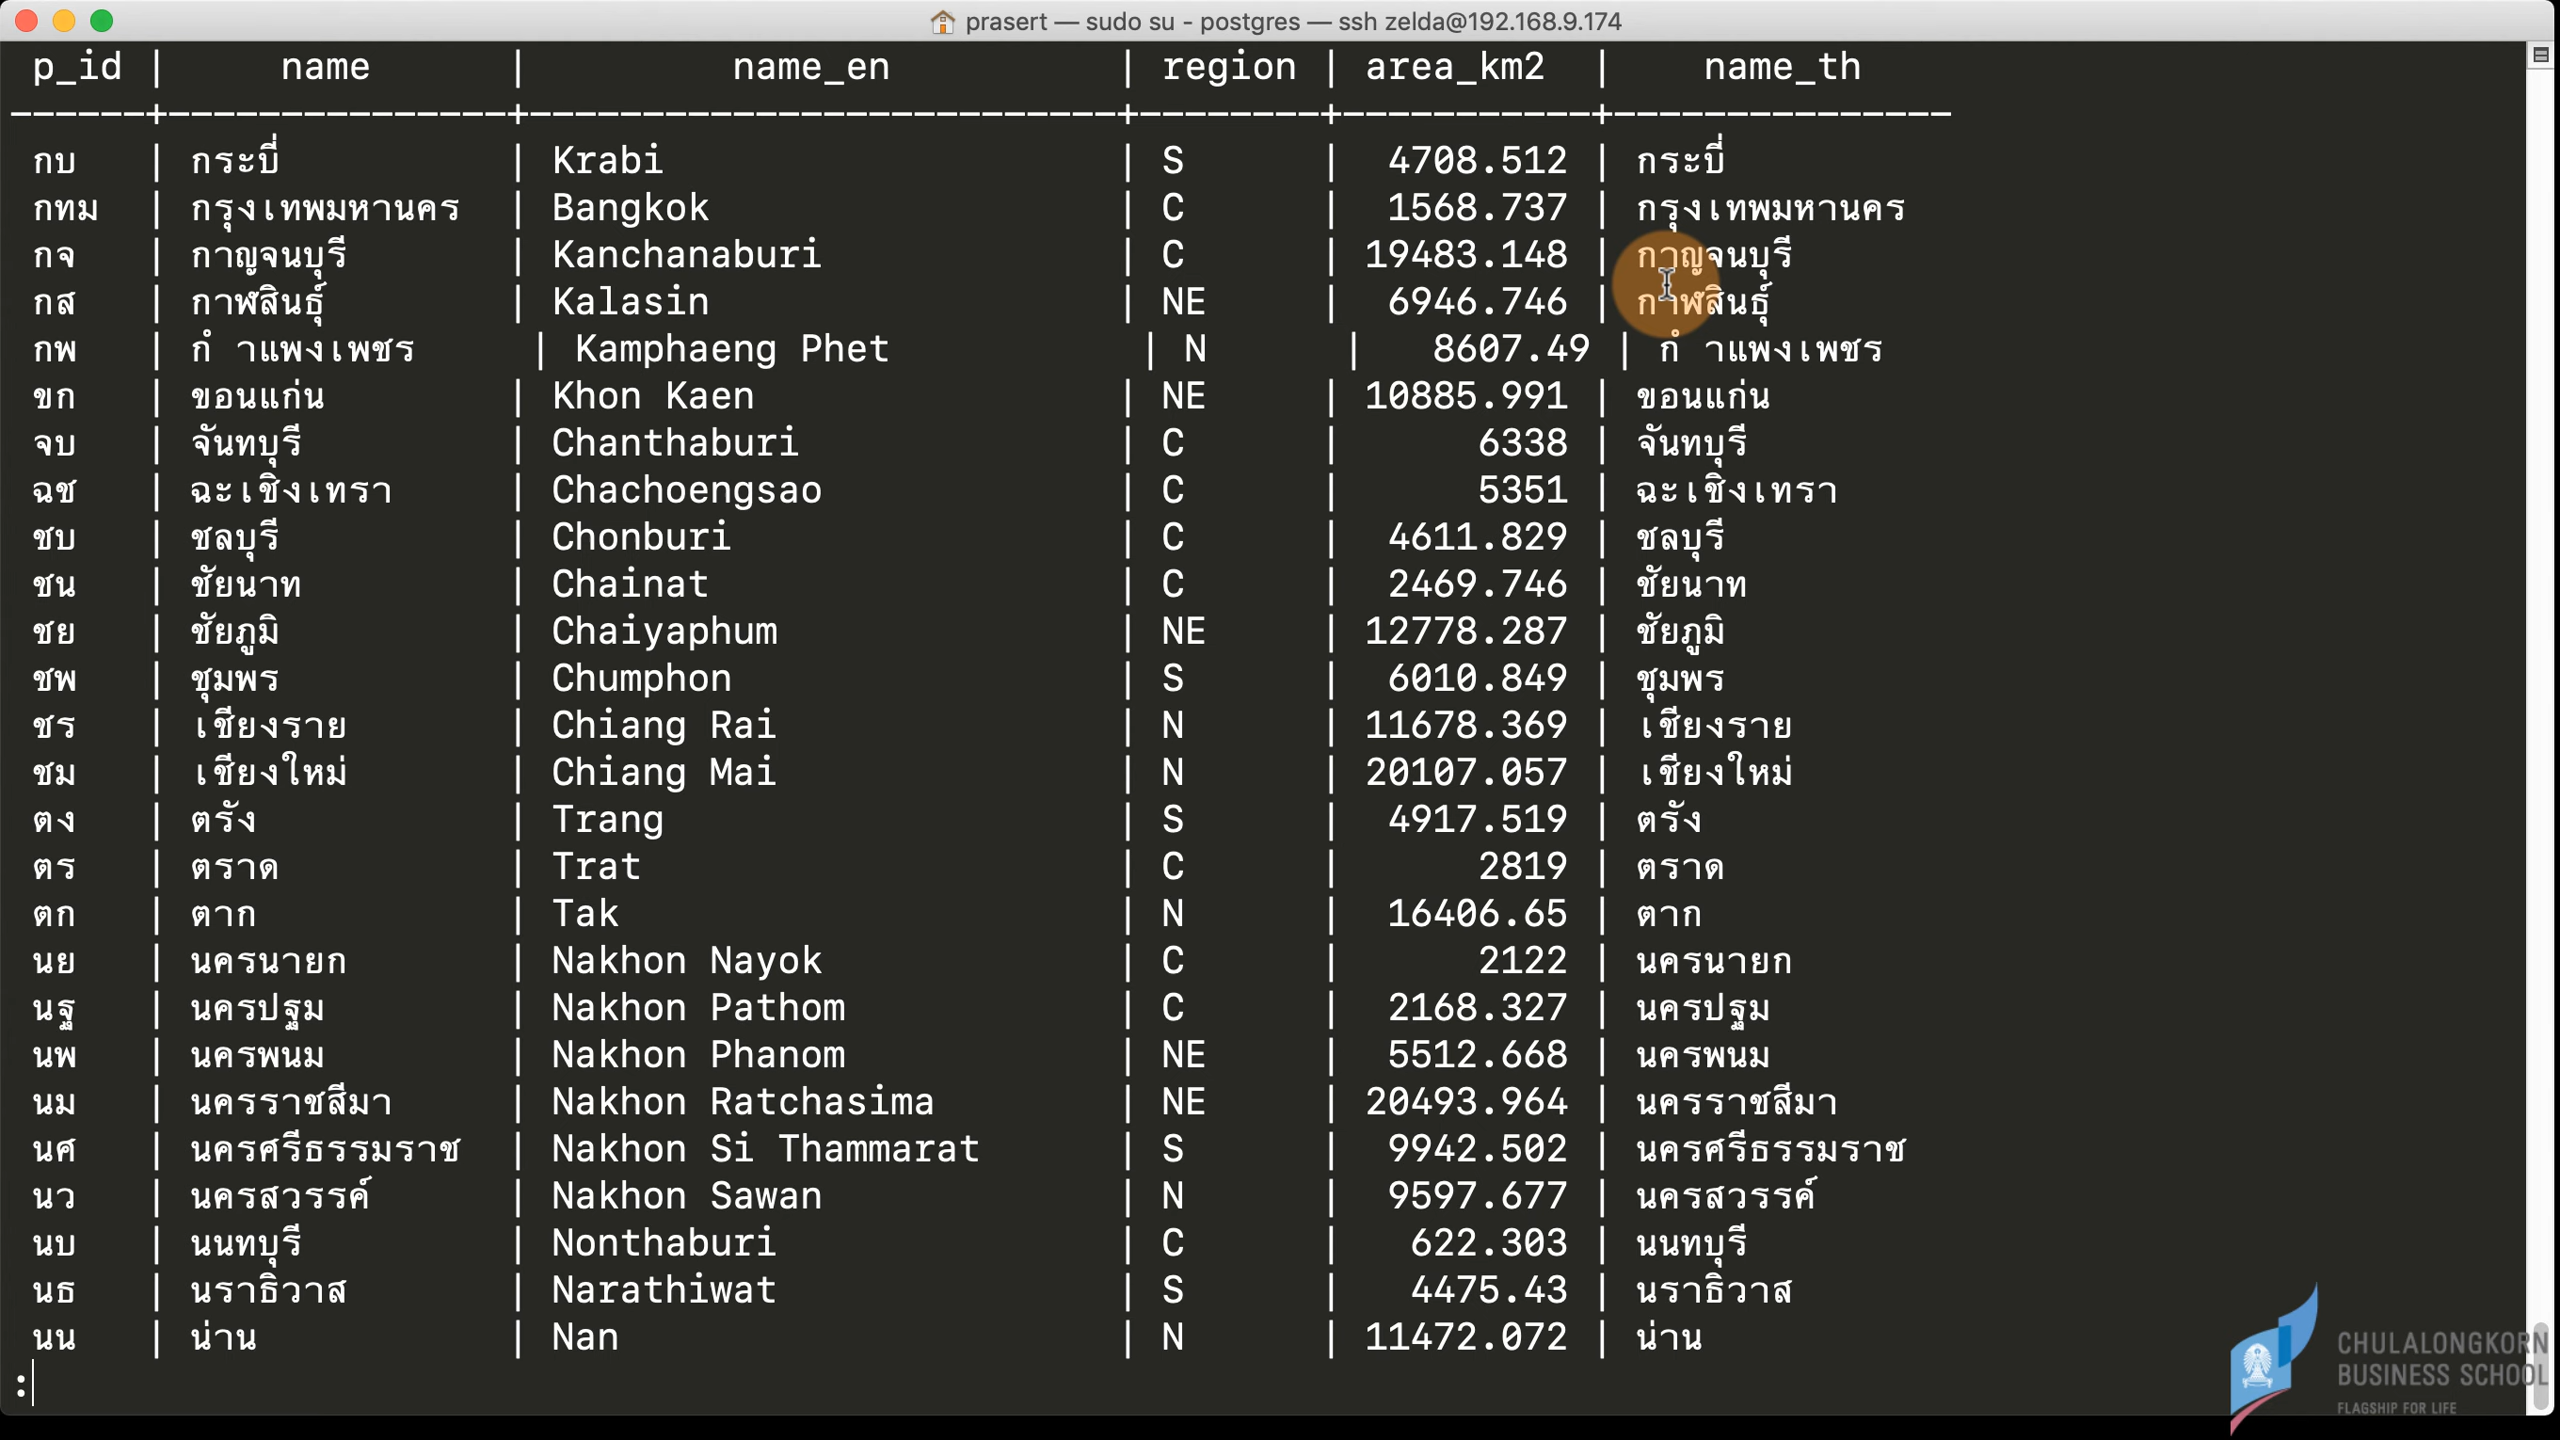 prasert — sudo su - postgres — ssh zelda@192.168.9.174
p_id | name | name_en | region | area_km2 | name_th
------+---------------+---------------------------+--------+-----------+---------------
กบ | กระบี่ | Krabi | S | 4708.512 | กระบี่
กทม | กรุงเทพมหานคร | Bangkok | C | 1568.737 | กรุงเทพมหานคร
กจ | กาญจนบุรี | Kanchanaburi | C | 19483.148 | กาญจนบุรี
กส | กาฬสินธุ์ | Kalasin | NE | 6946.746 | กาฬสินธุ์
กพ | กำแพงเพชร | Kamphaeng Phet | N | 8607.49 | กำแพงเพชร
ขก | ขอนแก่น | Khon Kaen | NE | 10885.991 | ขอนแก่น
จบ | จันทบุรี | Chanthaburi | C | 6338 | จันทบุรี
ฉช | ฉะเชิงเทรา | Chachoengsao | C | 5351 | ฉะเชิงเทรา
ชบ | ชลบุรี | Chonburi | C | 4611.829 | ชลบุรี
ชน | ชัยนาท | Chainat | C | 2469.746 | ชัยนาท
ชย | ชัยภูมิ | Chaiyaphum | NE | 12778.287 | ชัยภูมิ
ชพ | ชุมพร | Chumphon | S | 6010.849 | ชุมพร
ชร | เชียงราย | Chiang Rai | N | 11678.369 | เชียงราย
ชม | เชียงใหม่ | Chiang Mai | N | 20107.057 | เชียงใหม่
ตง | ตรัง | Trang | S | 4917.519 | ตรัง
ตร | ตราด | Trat | C | 2819 | ตราด
ตก | ตาก | Tak | N | 16406.65 | ตาก
นย | นครนายก | Nakhon Nayok | C | 2122 | นครนายก
นฐ | นครปฐม | Nakhon Pathom | C | 2168.327 | นครปฐม
นพ | นครพนม | Nakhon Phanom | NE | 5512.668 | นครพนม
นม | นครราชสีมา | Nakhon Ratchasima | NE | 20493.964 | นครราชสีมา
นศ | นครศรีธรรมราช | Nakhon Si Thammarat | S | 9942.502 | นครศรีธรรมราช
นว | นครสวรรค์ | Nakhon Sawan | N | 9597.677 | นครสวรรค์
นบ | นนทบุรี | Nonthaburi | C | 622.303 | นนทบุรี
นธ | นราธิวาส | Narathiwat | S | 4475.43 | นราธิวาส
นน | น่าน | Nan | N | 11472.072 | น่าน
:
CHULALONGKORN
BUSINESS SCHOOL
FLAGSHIP FOR LIFE